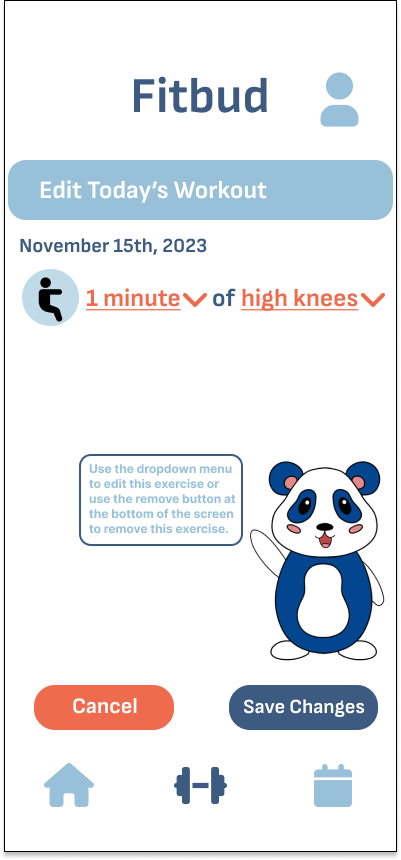 Fitbud
Edit Today's Workout
November 15th, 2023
1 minute of high knees
Use the dropdown menu
to edit this exercise or
use the remove button at
the bottom of the screen
to remove this exercise.
Cancel
Save Changes